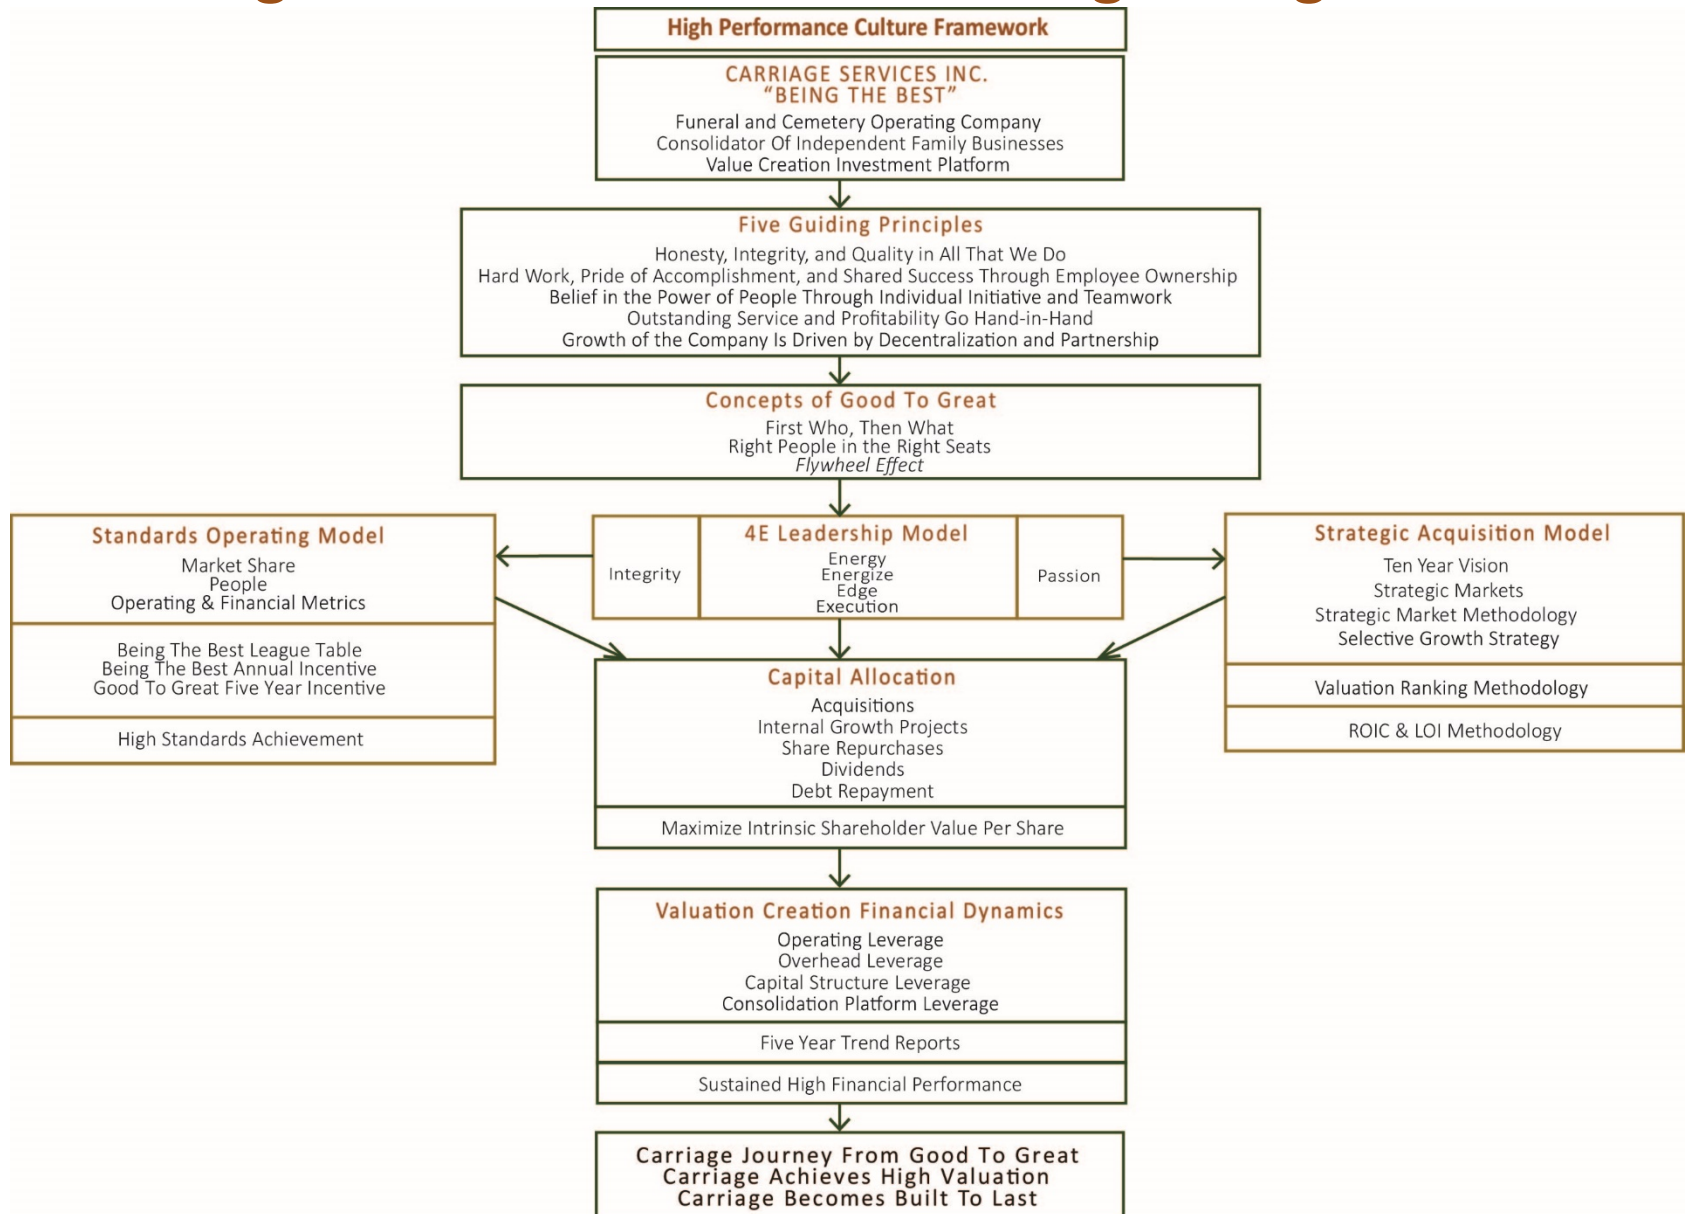 High Performance Culture Framework
CARRIAGE SERVICES INC.
“BEING THE BEST”
Funeral and Cemetery Operating Company
Consolidator Of Independent Family Businesses
Value Creation Investment Platform
Five Guiding Principles
Honesty, Integrity, and Quality in All That We Do
Hard Work, Pride of Accomplishment, and Shared Success Through Employee Ownership
Belief in the Power of People Through Individual Initiative and Teamwork
Outstanding Service and Profitability Go Hand-in-Hand
Growth of the Company Is Driven by Decentralization and Partnership
Concepts of Good To Great
First Who, Then What
Right People in the Right Seats
Flywheel Effect
Standards Operating Model
Market Share
People
Operating & Financial Metrics
Being The Best League Table
Being The Best Annual Incentive
Good To Great Five Year Incentive
High Standards Achievement
Integrity
4E Leadership Model
Energy
Energize
Edge
Execution
Passion
Strategic Acquisition Model
Ten Year Vision
Strategic Markets
Strategic Market Methodology
Selective Growth Strategy
Valuation Ranking Methodology
ROIC & LOI Methodology
Capital Allocation
Acquisitions
Internal Growth Projects
Share Repurchases
Dividends
Debt Repayment
Maximize Intrinsic Shareholder Value Per Share
Valuation Creation Financial Dynamics
Operating Leverage
Overhead Leverage
Capital Structure Leverage
Consolidation Platform Leverage
Five Year Trend Reports
Sustained High Financial Performance
Carriage Journey From Good To Great
Carriage Achieves High Valuation
Carriage Becomes Built To Last